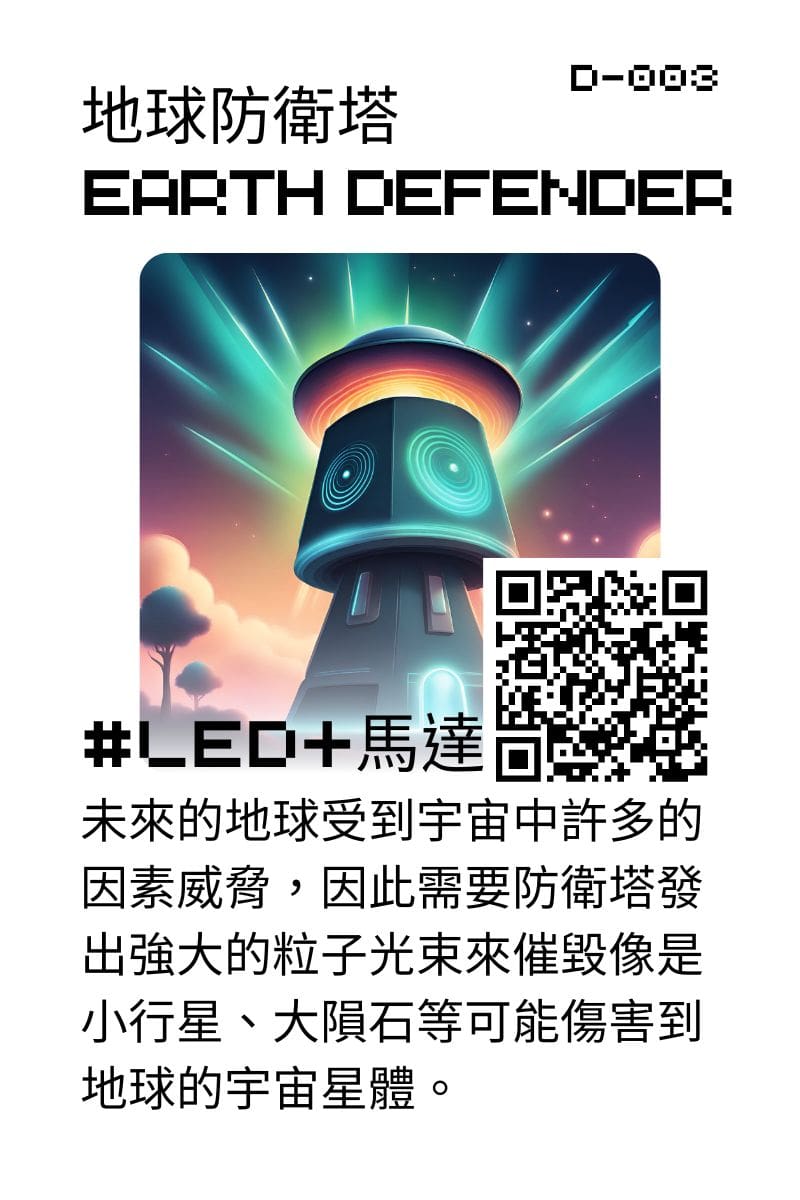 D-003
地球防衛塔
EARTH DEFENDER
#LED+馬達
未來的地球受到宇宙中許多的
因素威脅，因此需要防衛塔發
出強大的粒子光束來催毀像是
小行星、大隕石等可能傷害到
地球的宇宙星體。